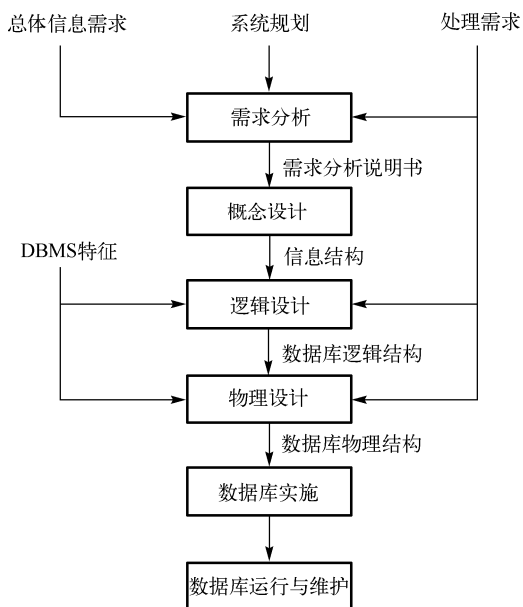 总体信息需求
系统规划
处理需求
需求分析
需求分析说明书
概念设计
信息结构
DBMS特征
逻辑设计
数据库逻辑结构
物理设计
数据库物理结构
数据库实施
数据库运行与维护